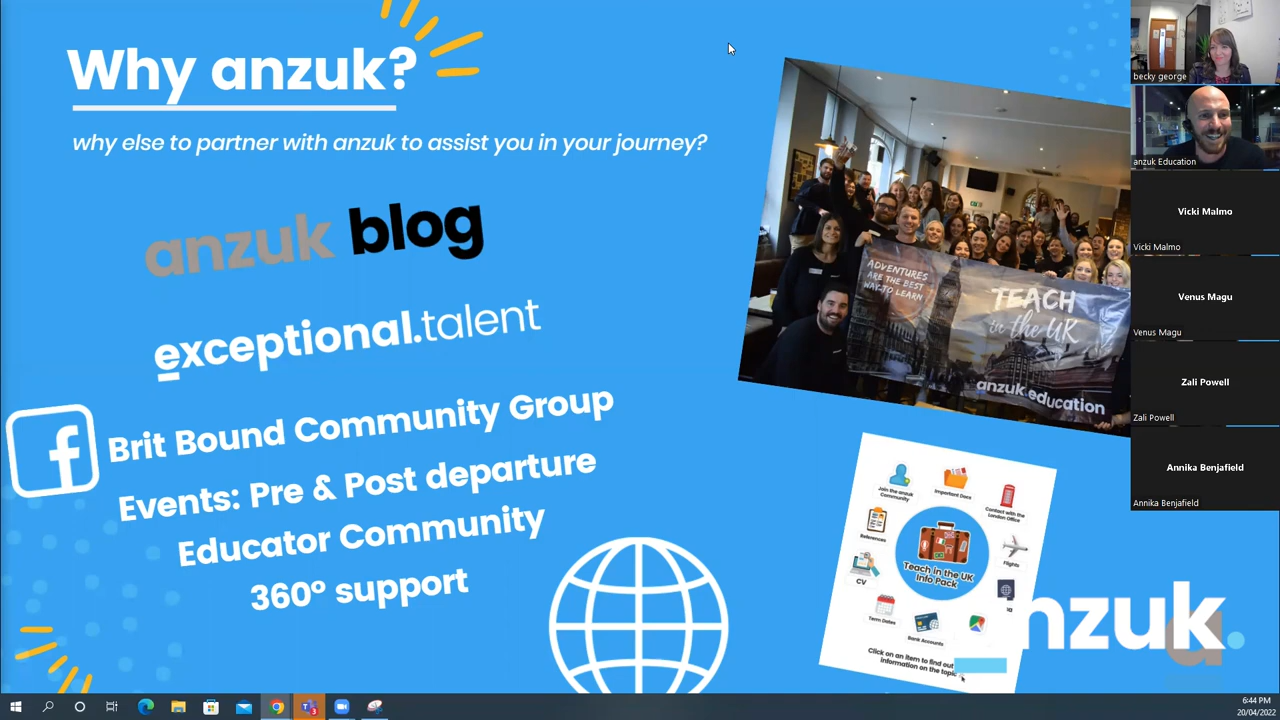 Why anzuk?
why else to partner with anzuk to assist you in your journey?
anzuk blog
exceptional.talent
f
Brit Bound Community Group
Events: Pre & Post departure
Educator Community
360º support
ADVENTURES
ARE THE BEST
WAY TO LEARN
TEACH
in the UK
anzuk.education
Join the anzuk
Community
Important Docs
Contact with the
London Office
References
Flights
CV
Teach in the UK
Info Pack
Term Dates
Bank Accounts
Click on an item to find out
information on the topic
nzuk.
a
becky george
anzuk Education
Vicki Malmo
Vicki Malmo
Venus Magu
Venus Magu
Zali Powell
Zali Powell
Annika Benjafield
Annika Benjafield
6:44 PM
20/04/2022